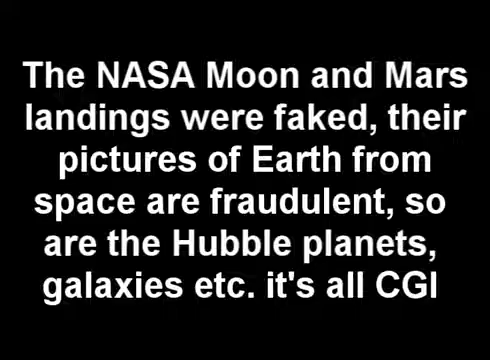 The NASA Moon and Mars
landings were faked, their
pictures of Earth from
space are fraudulent, so
are the Hubble planets,
galaxies etc. it's all CGI